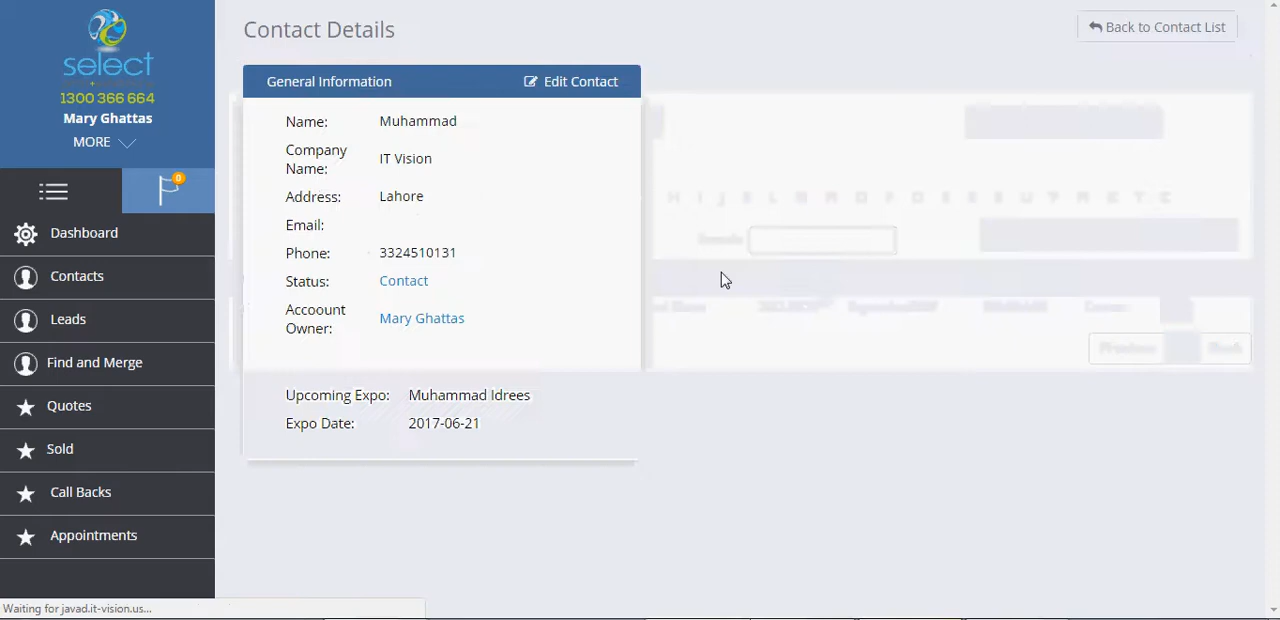 select
1300 366 664
Mary Ghattas
MORE
0
Dashboard
Contacts
Leads
Find and Merge
Quotes
Sold
Call Backs
Appointments
Contact Details
Back to Contact List
General Information
Edit Contact
Name: Muhammad
Company Name: IT Vision
Address: Lahore
Email:
Phone: 3324510131
Status: Contact
Accoount Owner: Mary Ghattas
Upcoming Expo: Muhammad Idrees
Expo Date: 2017-06-21
Waiting for javad.it-vision.us...